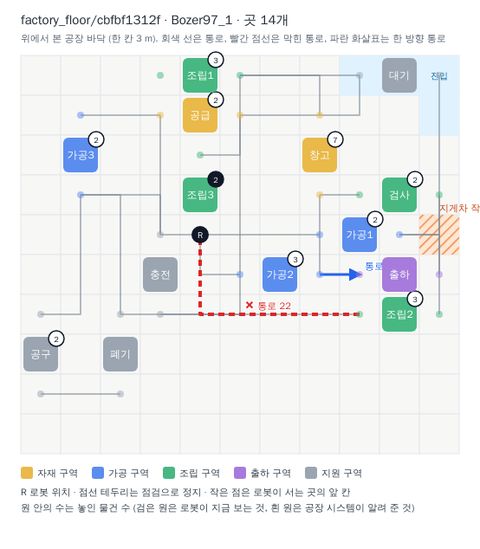 factory_floor/cbfbf1312f · Bozer97_1 · 곳 14개
위에서 본 공장 바닥 (한 칸 3 m). 회색 선은 통로, 빨간 점선은 막힌 통로, 파란 화살표는 한 방향 통로
조립1 3
대기
진입
공급 2
가공3 2
창고 7
조립3 2
검사 2
지게차 작
R
가공1 2
충전
가공2 3
통로
출하
✖ 통로 22
조립2 3
공구 2
폐기
자재 구역 가공 구역 조립 구역 출하 구역 지원 구역
R 로봇 위치 · 점선 테두리는 점검으로 정지 · 작은 점은 로봇이 서는 곳의 앞 칸
원 안의 수는 놓인 물건 수 (검은 원은 로봇이 지금 보는 것, 흰 원은 공장 시스템이 알려 준 것)